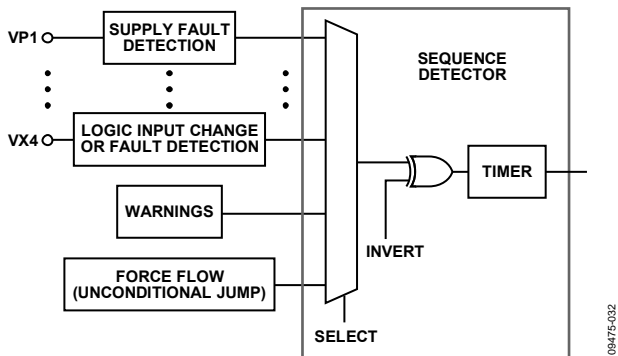 VP1
SUPPLY FAULT
DETECTION
SEQUENCE
DETECTOR
VX4
LOGIC INPUT CHANGE
OR FAULT DETECTION
TIMER
WARNINGS
INVERT
FORCE FLOW
(UNCONDITIONAL JUMP)
SELECT
09475-032